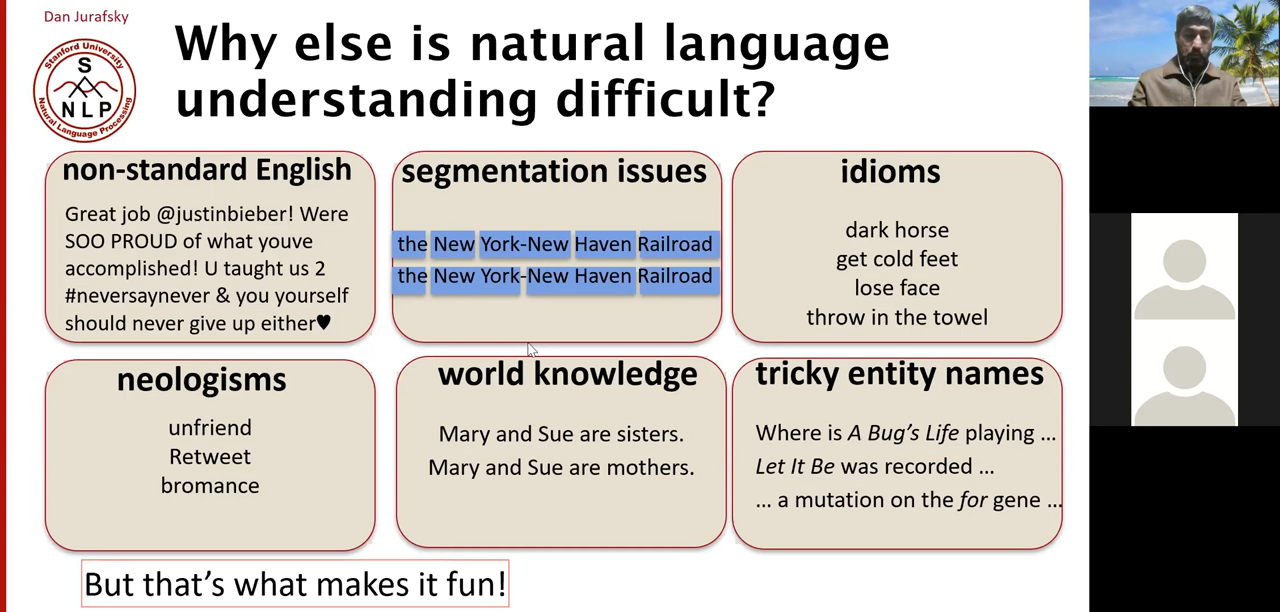 Dan Jurafsky
Stanford University
S
NLP
Natural Language Processing
Why else is natural language
understanding difficult?
non-standard English
Great job @justinbieber! Were
SOO PROUD of what youve
accomplished! U taught us 2
#neversaynever & you yourself
should never give up either♥
segmentation issues
the New York-New Haven Railroad
the New York-New Haven Railroad
idioms
dark horse
get cold feet
lose face
throw in the towel
neologisms
unfriend
Retweet
bromance
world knowledge
Mary and Sue are sisters.
Mary and Sue are mothers.
tricky entity names
Where is A Bug's Life playing …
Let It Be was recorded …
… a mutation on the for gene …
But that's what makes it fun!